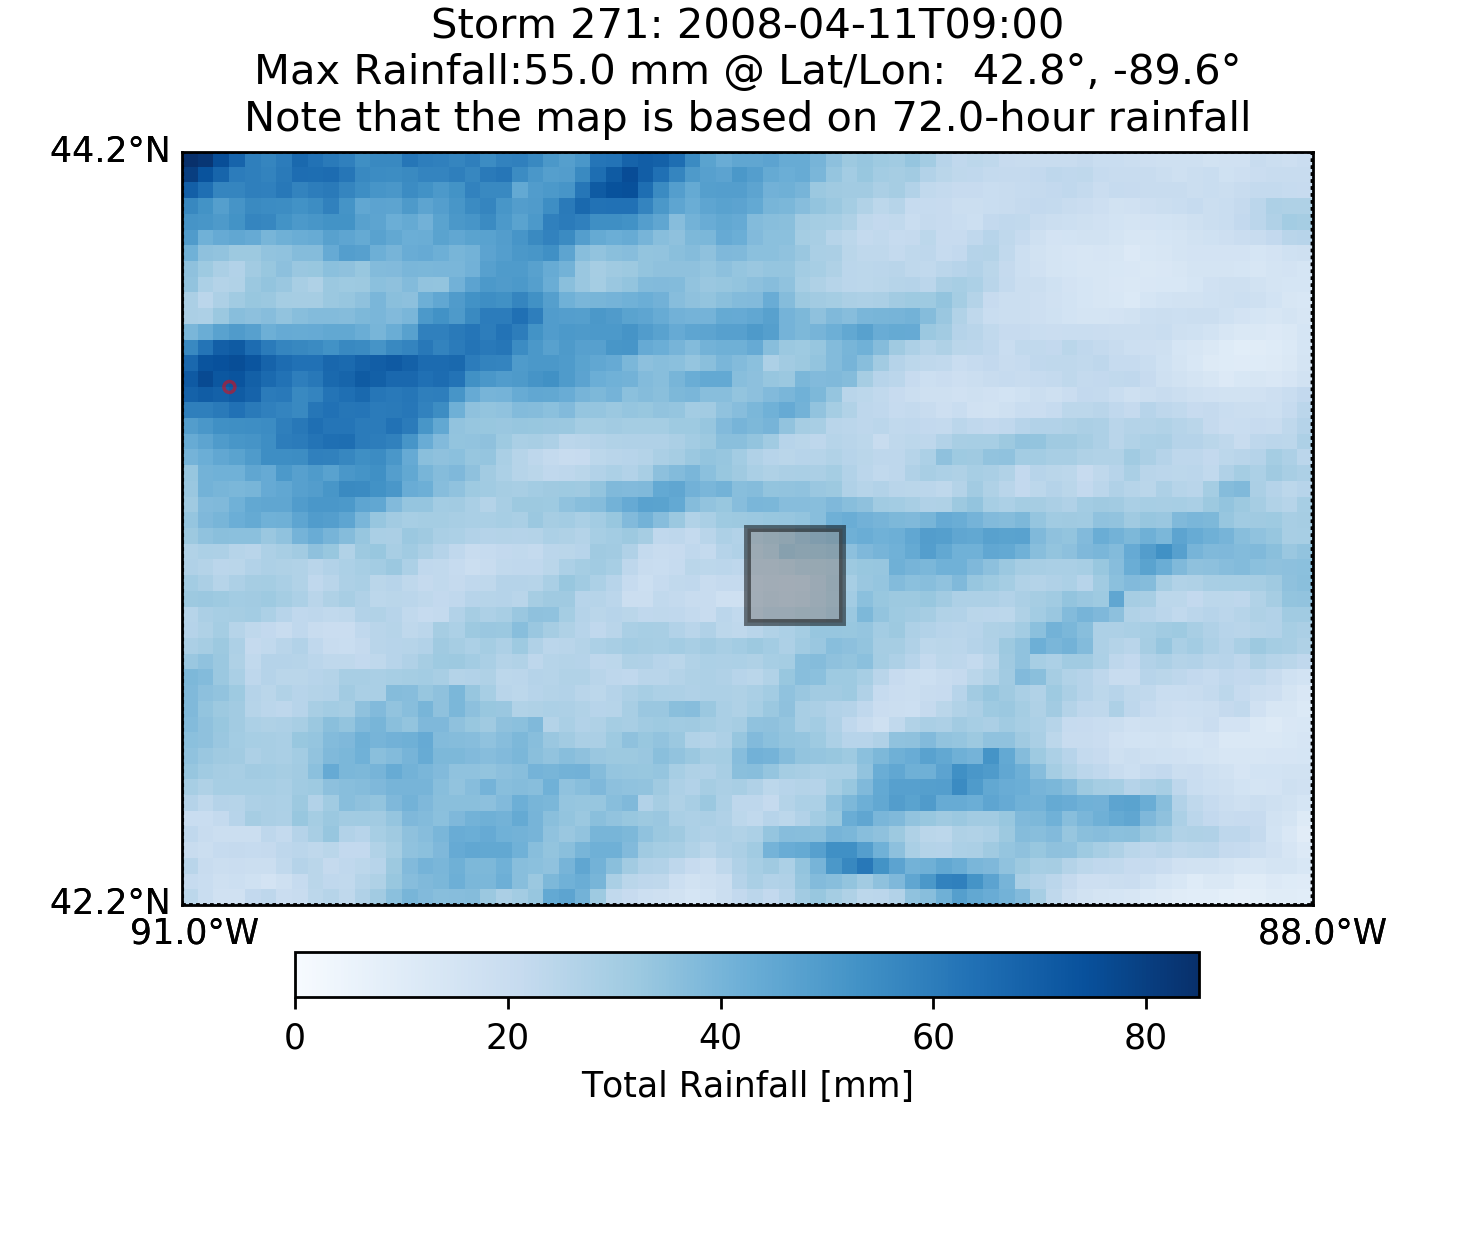 Storm 271: 2008-04-11T09:00
Max Rainfall:55.0 mm @ Lat/Lon:  42.8°, -89.6°
Note that the map is based on 72.0-hour rainfall
44.2°N
42.2°N
91.0°W 88.0°W
0 20 40 60 80
Total Rainfall [mm]